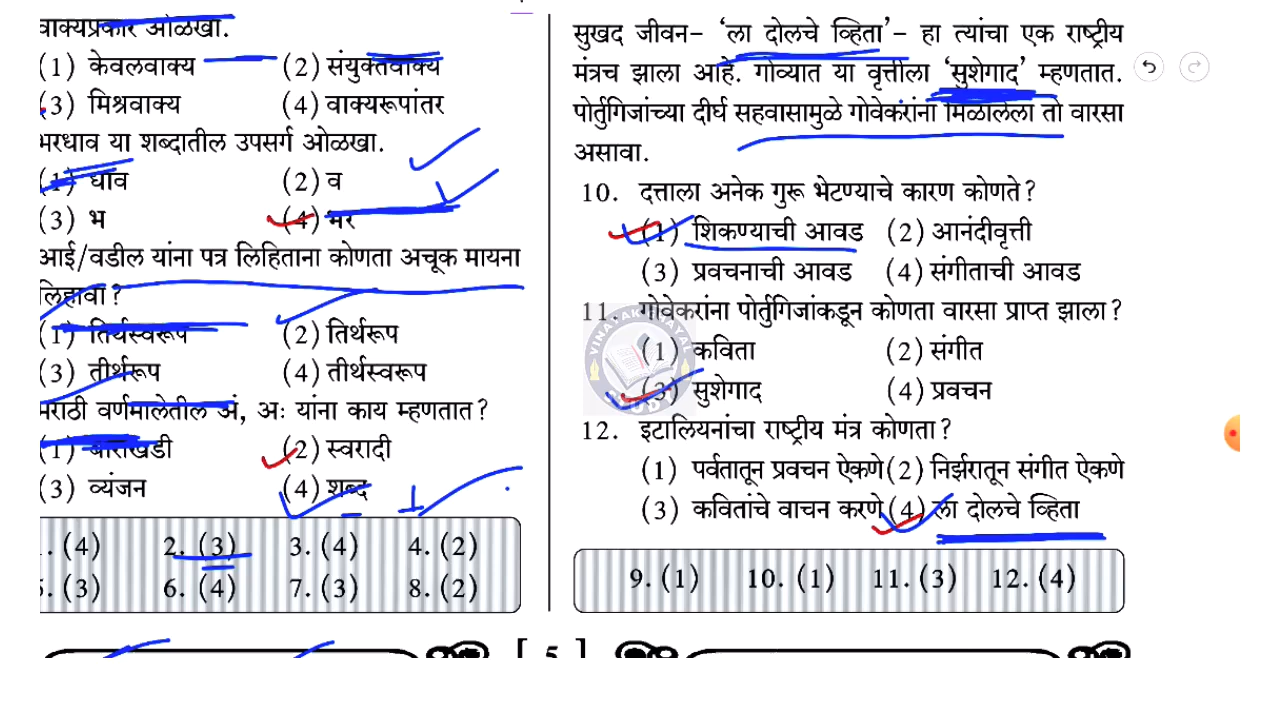 वाक्यप्रकार ओळखा.
(1) केवलवाक्य (2) संयुक्तवाक्य
(3) मिश्रवाक्य (4) वाक्यरूपांतर
भरधाव या शब्दातील उपसर्ग ओळखा.
(1) धाव (2) व
(3) भ (4) भर
आई/वडील यांना पत्र लिहिताना कोणता अचूक मायना
लिहावा?
(1) तिर्थस्वरूप (2) तिर्थरूप
(3) तीर्थरूप (4) तीर्थस्वरूप
मराठी वर्णमालेतील अं, अः यांना काय म्हणतात?
(1) बाराखडी (2) स्वरादी
(3) व्यंजन (4) शब्द
. (4) 2. (3) 3. (4) 4. (2)
. (3) 6. (4) 7. (3) 8. (2)
सुखद जीवन– ‘ला दोलचे व्हिता’– हा त्यांचा एक राष्ट्रीय
मंत्रच झाला आहे. गोव्यात या वृत्तीला ‘सुशेगाद’ म्हणतात.
पोर्तुगिजांच्या दीर्घ सहवासामुळे गोवेकरांना मिळालेला तो वारसा
असावा.
10. दत्ताला अनेक गुरू भेटण्याचे कारण कोणते?
(1) शिकण्याची आवड (2) आनंदीवृत्ती
(3) प्रवचनाची आवड (4) संगीताची आवड
11. गोवेकरांना पोर्तुगिजांकडून कोणता वारसा प्राप्त झाला?
(1) कविता (2) संगीत
(3) सुशेगाद (4) प्रवचन
12. इटालियनांचा राष्ट्रीय मंत्र कोणता?
(1) पर्वतातून प्रवचन ऐकणे (2) निर्झरातून संगीत ऐकणे
(3) कवितांचे वाचन करणे (4) ला दोलचे व्हिता
9. (1) 10. (1) 11. (3) 12. (4)
[ 5 ]